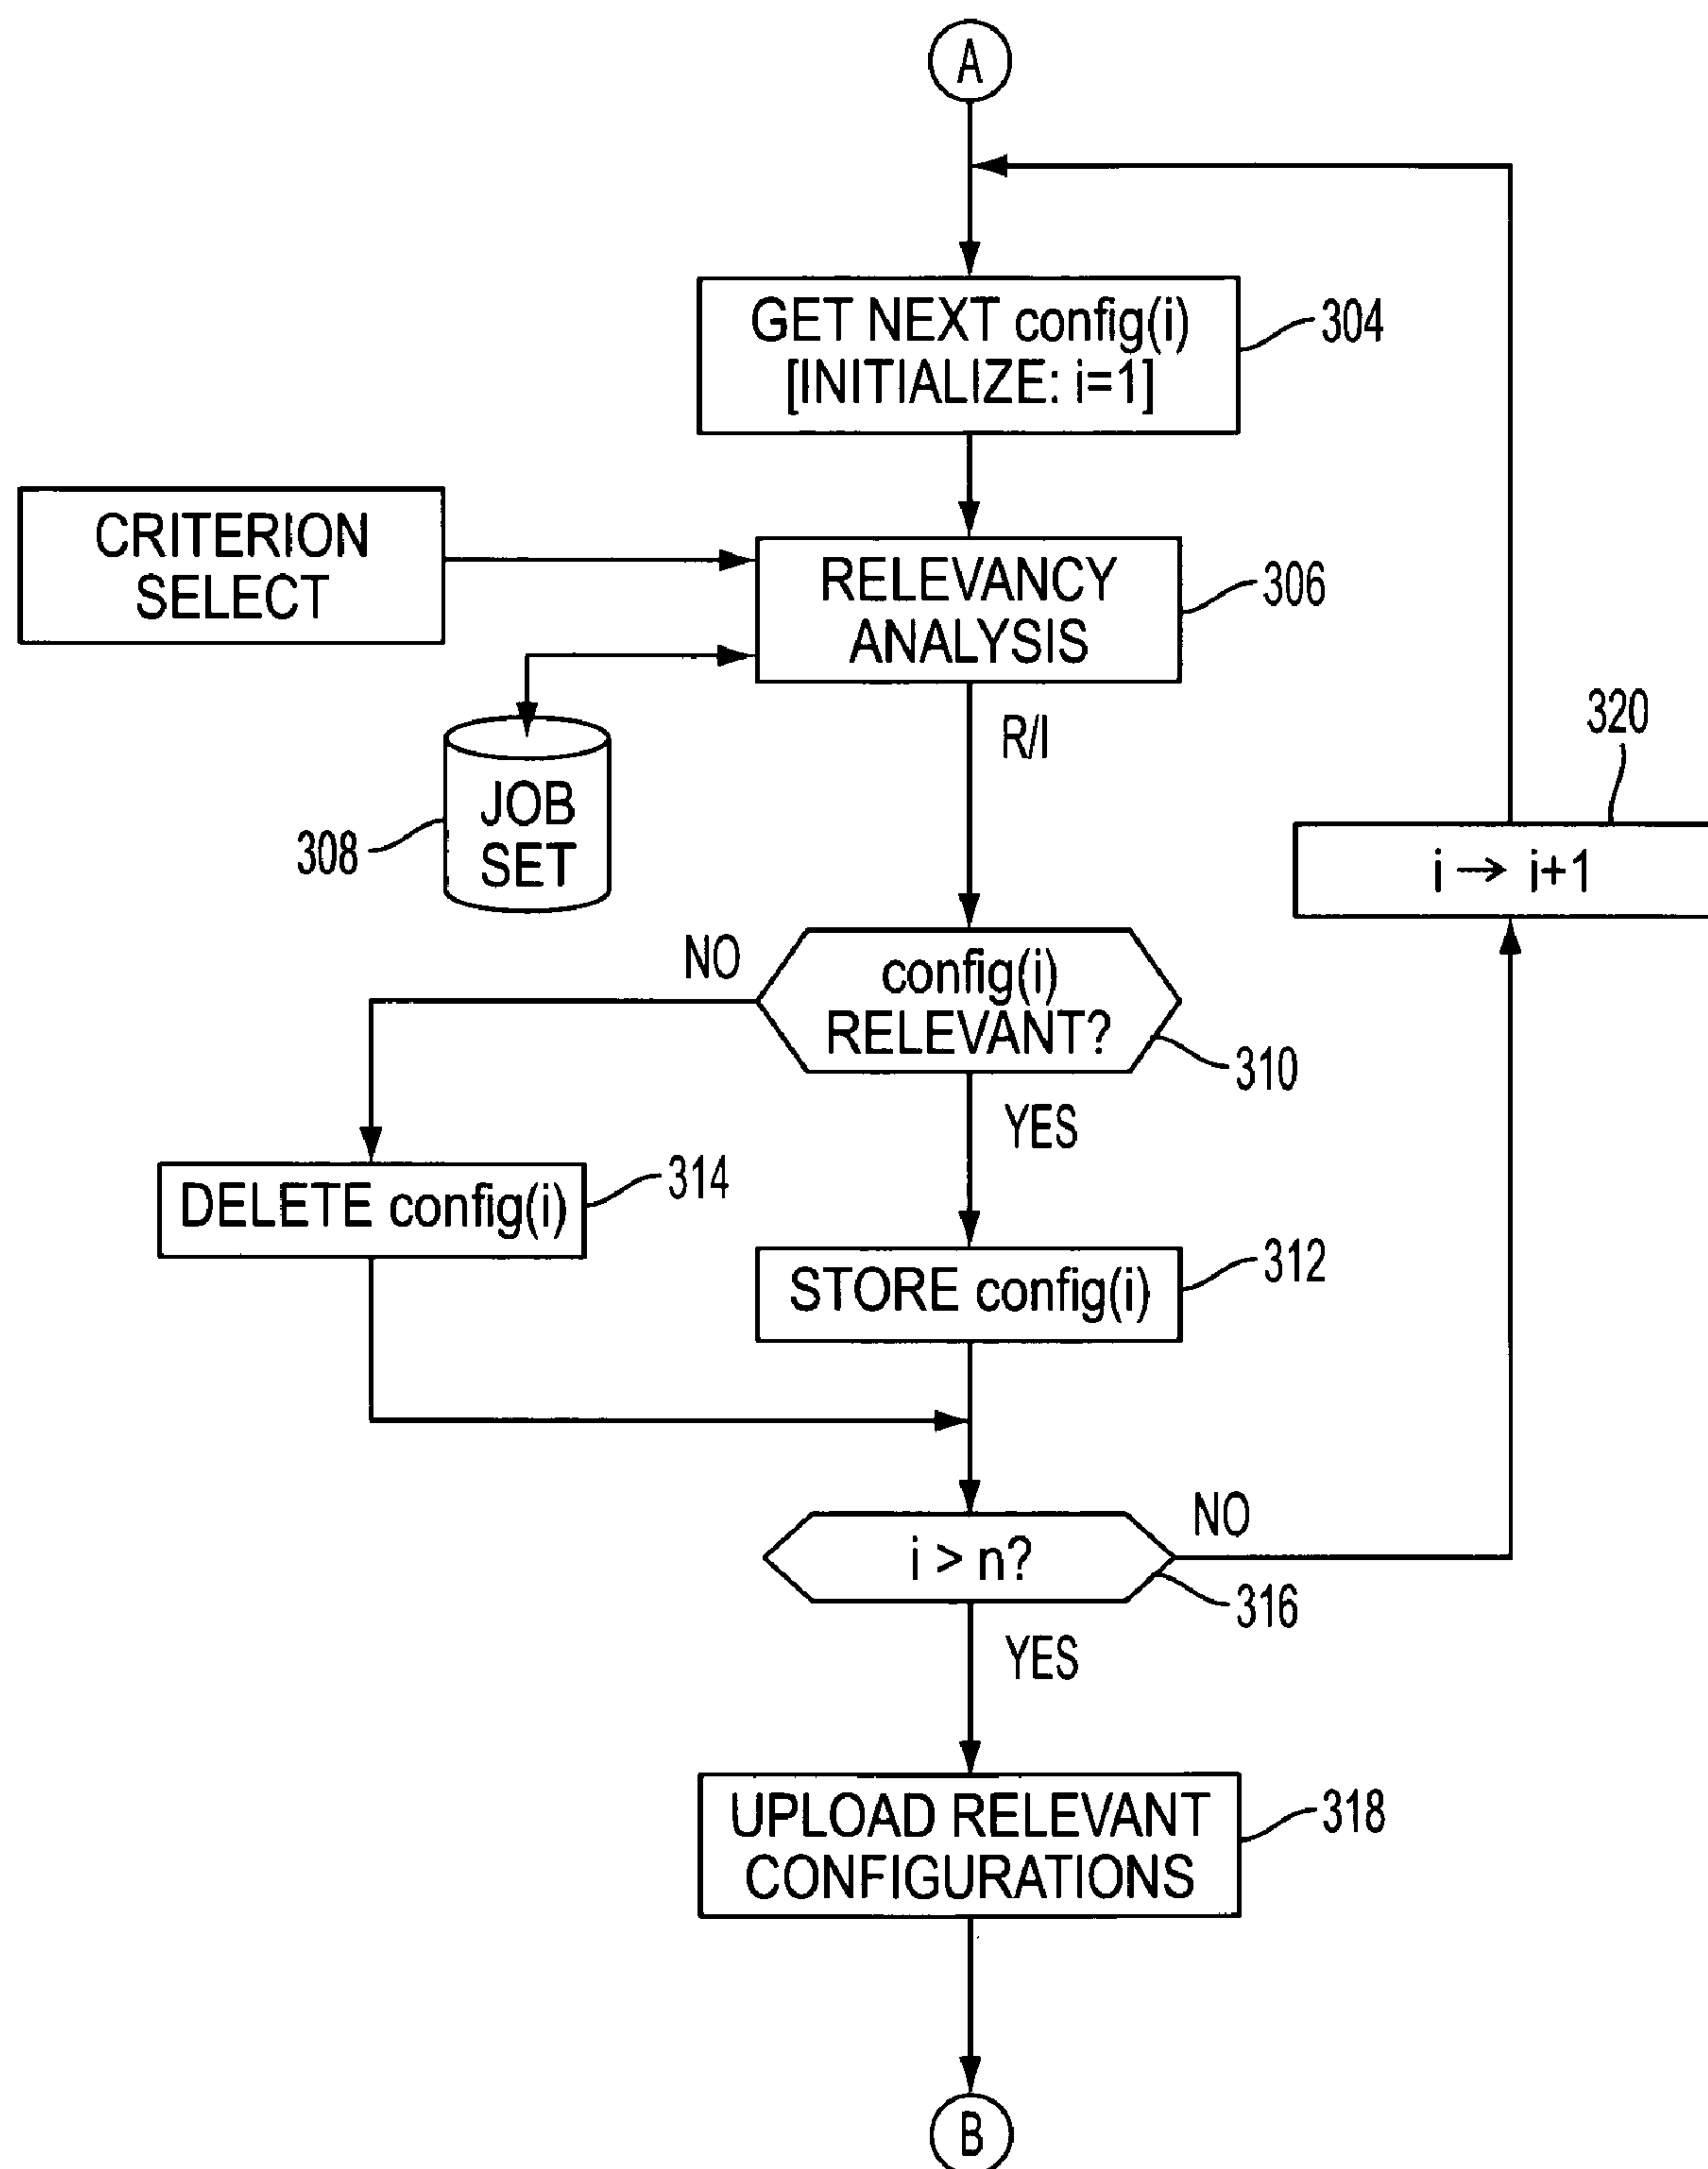 A
GET NEXT config(i)
[INITIALIZE: i=1]
304
CRITERION
SELECT
RELEVANCY
ANALYSIS
306
R/I
JOB
SET
308
320
i → i+1
NO
config(i)
RELEVANT?
310
YES
DELETE config(i)
314
STORE config(i)
312
i > n?
NO
316
YES
UPLOAD RELEVANT
CONFIGURATIONS
318
B